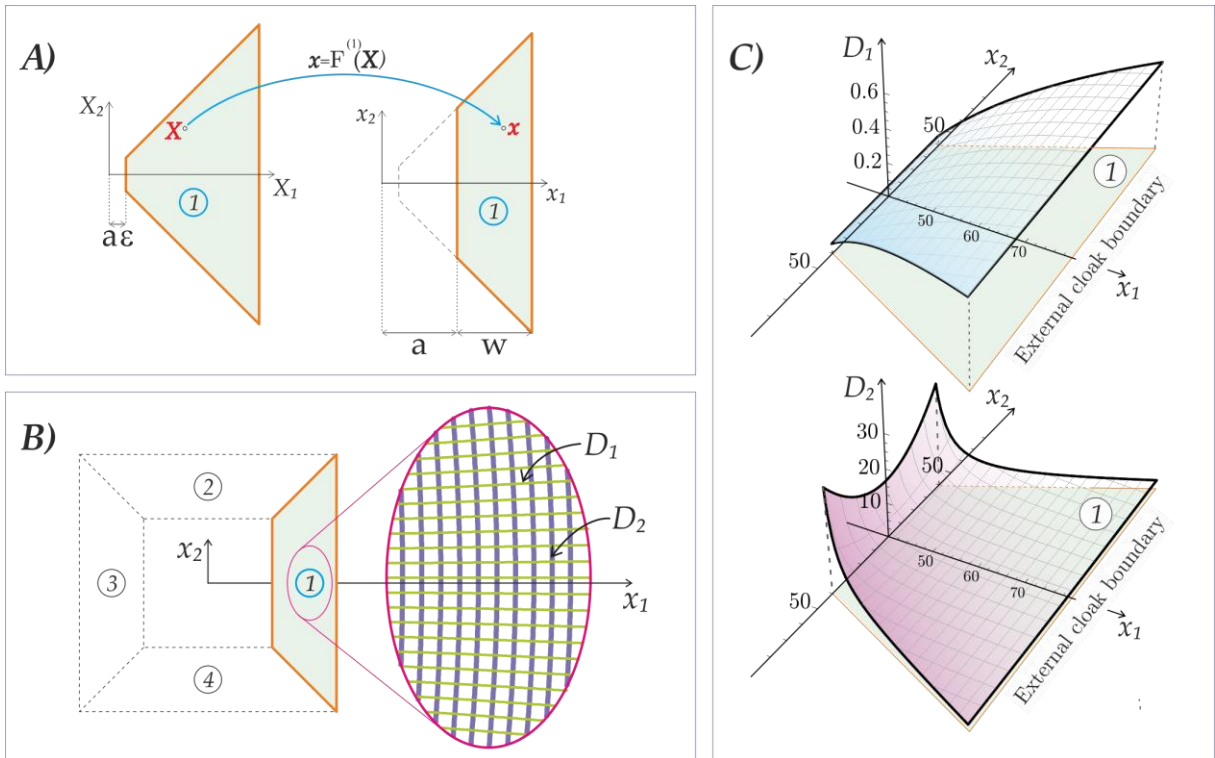 A)
x=F⁽¹⁾(X)
X₂
X
X₁
1
aε
x₂
x
x₁
1
a
w
B)
2
x₂
3
1
x₁
4
D₁
D₂
C)
D₁
x₂
0.6
0.4
0.2
50
1
50
60
70
50
x₁
External cloak boundary
D₂
x₂
30
20
10
50
1
50
60
70
50
x₁
External cloak boundary